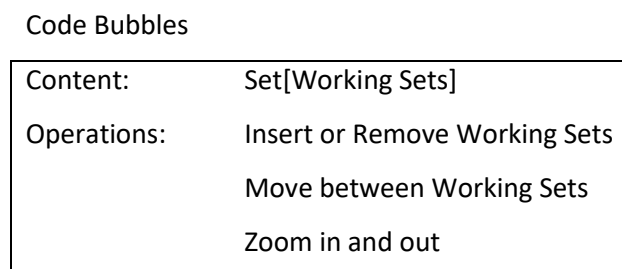 Code Bubbles
Content: Set[Working Sets]
Operations: Insert or Remove Working Sets
Move between Working Sets
Zoom in and out